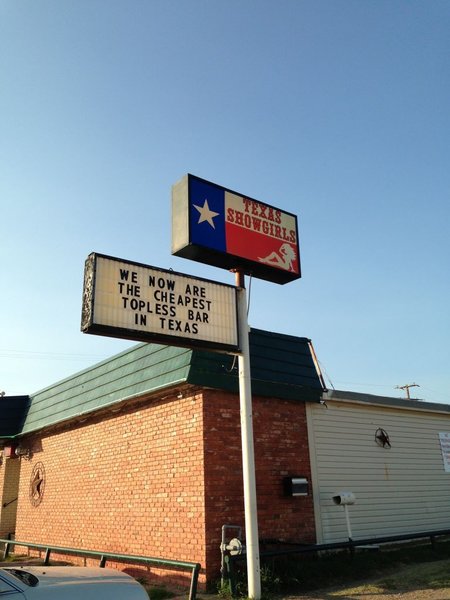 TEXAS
SHOWGIRLS
WE NOW ARE
THE CHEAPEST
TOPLESS BAR
IN TEXAS